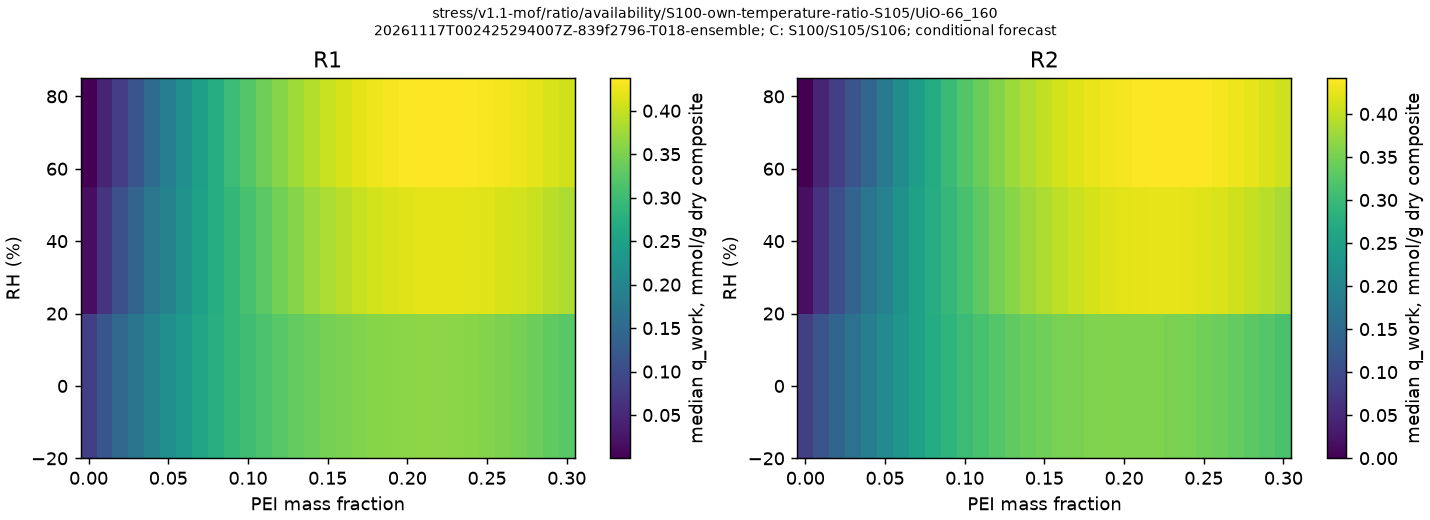 stress/v1.1-mof/ratio/availability/S100-own-temperature-ratio-S105/UiO-66_160
20261117T002425294007Z-839f2796-T018-ensemble; C: S100/S105/S106; conditional forecast
R1
RH (%)
80
60
40
20
0
−20
0.00 0.05 0.10 0.15 0.20 0.25 0.30
PEI mass fraction
0.40
0.35
0.30
0.25
0.20
0.15
0.10
0.05
median q_work, mmol/g dry composite
R2
RH (%)
80
60
40
20
0
−20
0.00 0.05 0.10 0.15 0.20 0.25 0.30
PEI mass fraction
0.40
0.35
0.30
0.25
0.20
0.15
0.10
0.05
0.00
median q_work, mmol/g dry composite